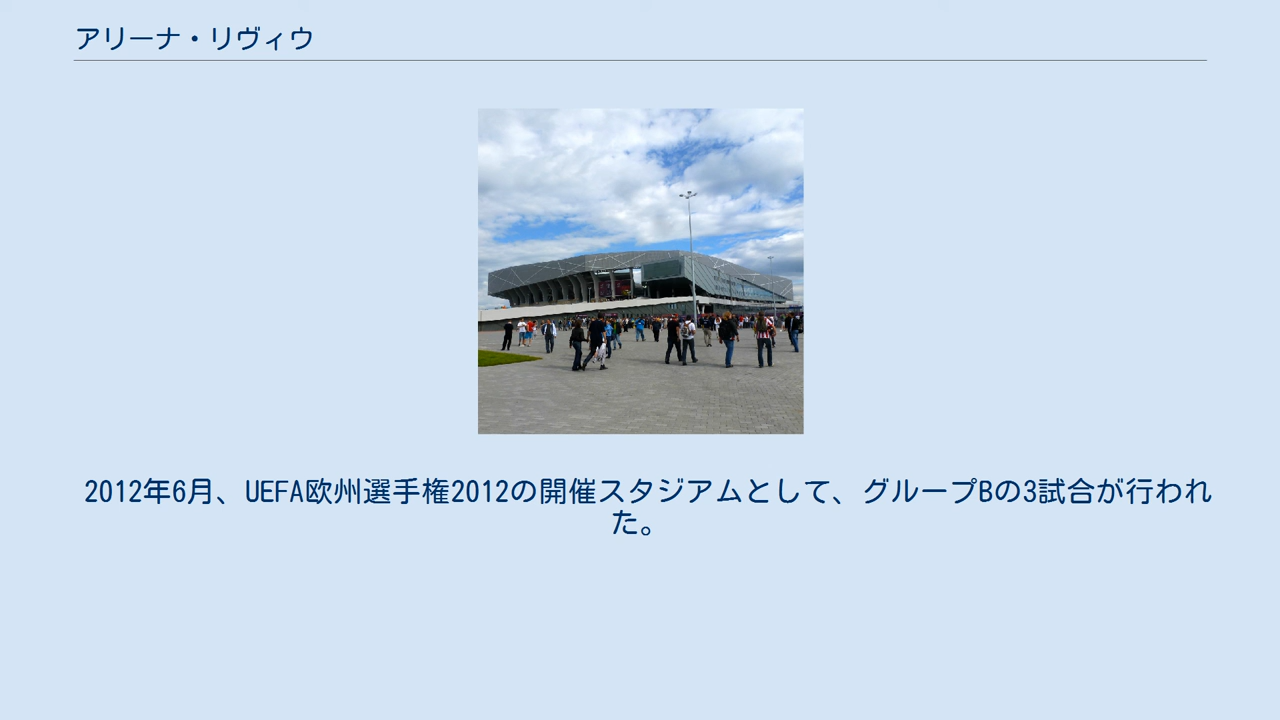 アリーナ・リヴィウ
2012年6月、UEFA欧州選手権2012の開催スタジアムとして、グループBの3試合が行われ
た。